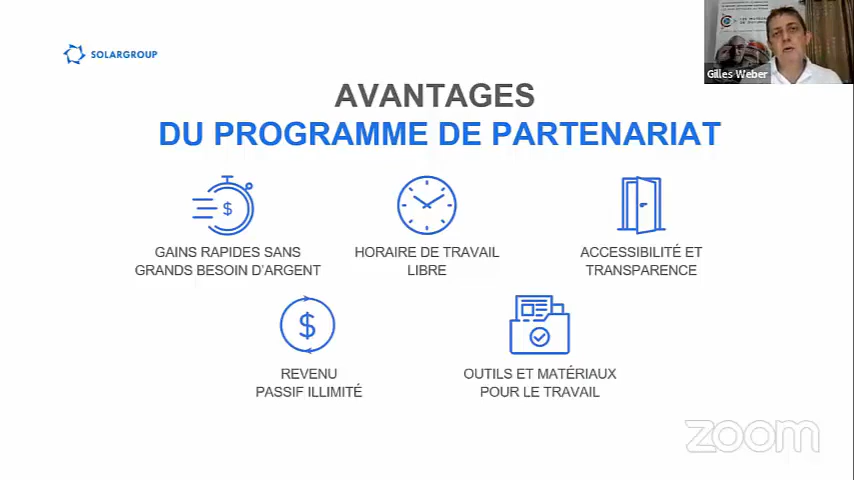 SOLARGROUP
Gilles Weber
AVANTAGES
DU PROGRAMME DE PARTENARIAT
$
GAINS RAPIDES SANS
GRANDS BESOIN D'ARGENT
HORAIRE DE TRAVAIL
LIBRE
ACCESSIBILITÉ ET
TRANSPARENCE
$
REVENU
PASSIF ILLIMITÉ
OUTILS ET MATÉRIAUX
POUR LE TRAVAIL
zoom